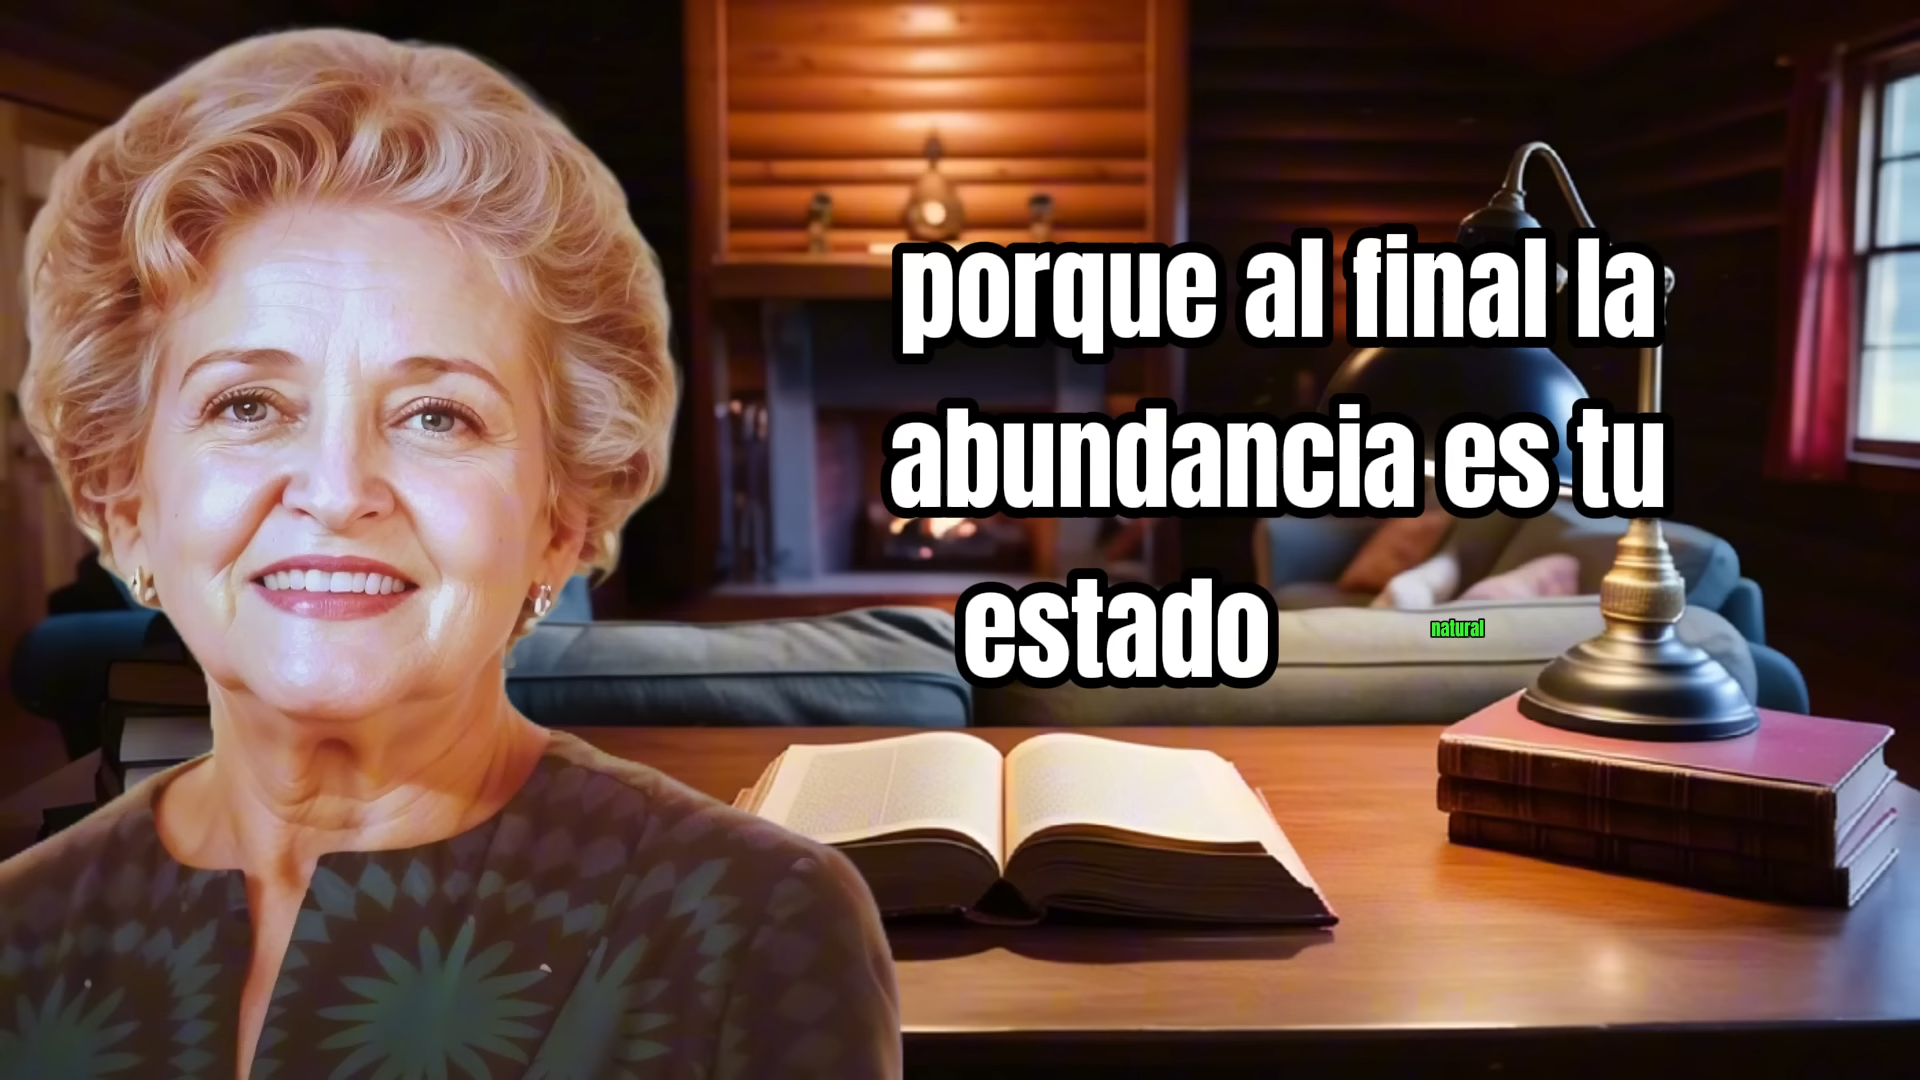 porque al final la
abundancia es tu
estado natural